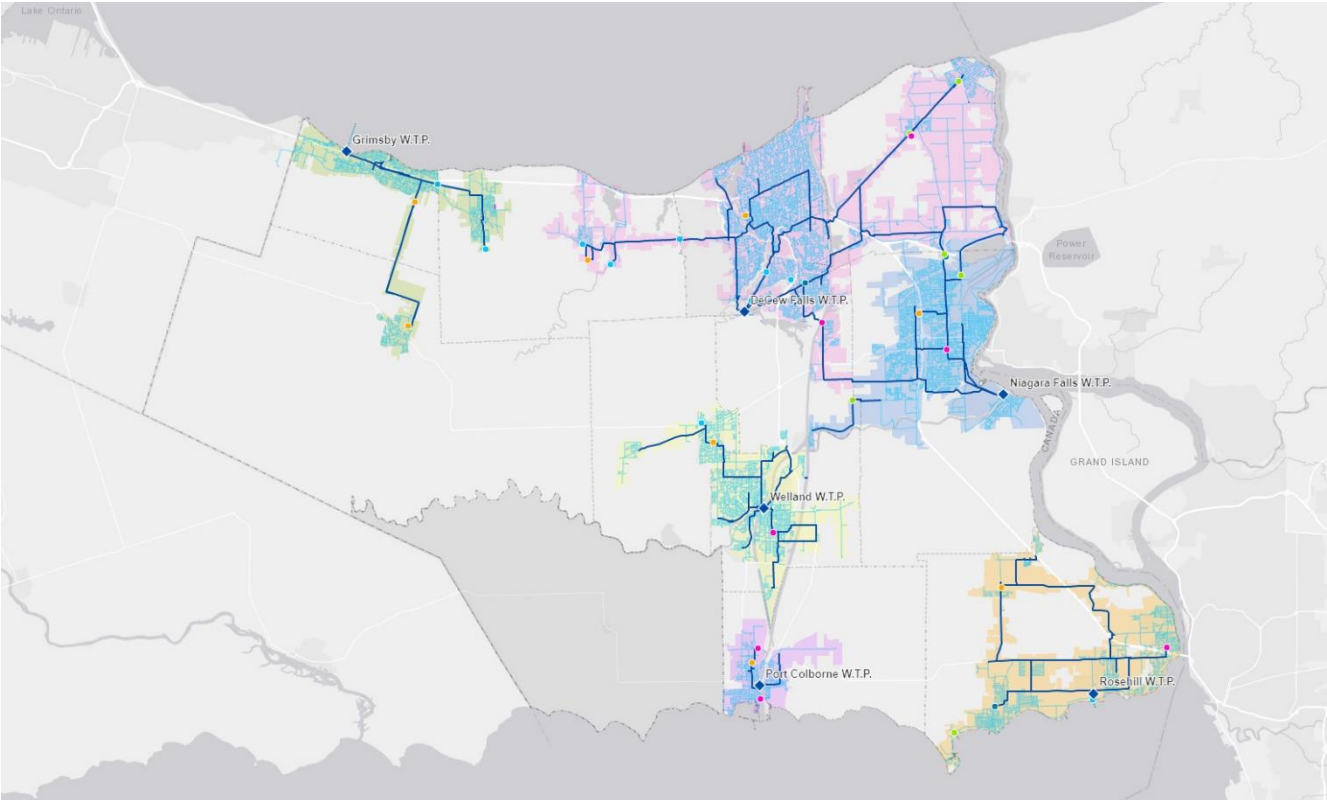 Lake Ontario
Grimsby W.T.P.
Power
Reservoir
DeCew Falls W.T.P.
Niagara Falls W.T.P.
CANADA
GRAND ISLAND
Welland W.T.P.
Port Colborne W.T.P.
Rosehill W.T.P.